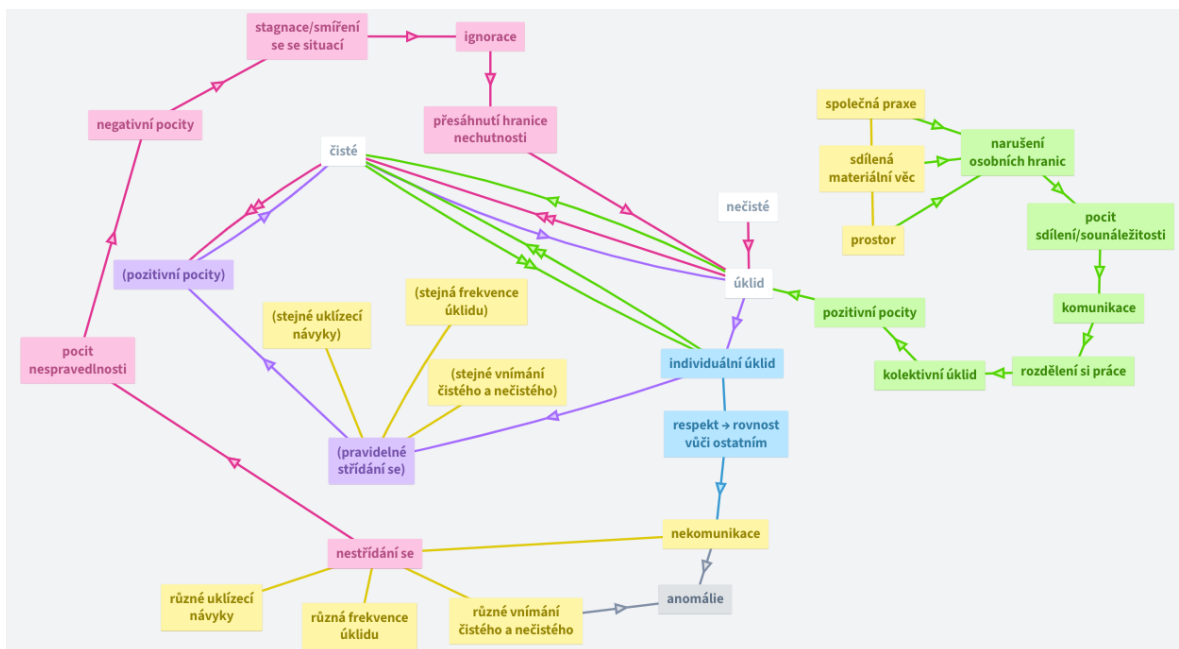 stagnace/smíření
se se situací
ignorace
negativní pocity
přesáhnutí hranice
nechutnosti
společná praxe
narušení
osobních hranic
čisté
sdílená
materiální věc
nečisté
pocit
sdílení/sounáležitosti
prostor
(pozitivní pocity)
úklid
(stejná frekvence
úklidu)
(stejné uklízecí
návyky)
pozitivní pocity
komunikace
pocit
nespravedlnosti
individuální úklid
(stejné vnímání
čistého a nečistého)
kolektivní úklid
rozdělení si práce
respekt → rovnost
vůči ostatním
(pravidelné
střídání se)
nekomunikace
nestřídání se
různé uklízecí
návyky
různá frekvence
úklidu
různé vnímání
čistého a nečistého
anomálie